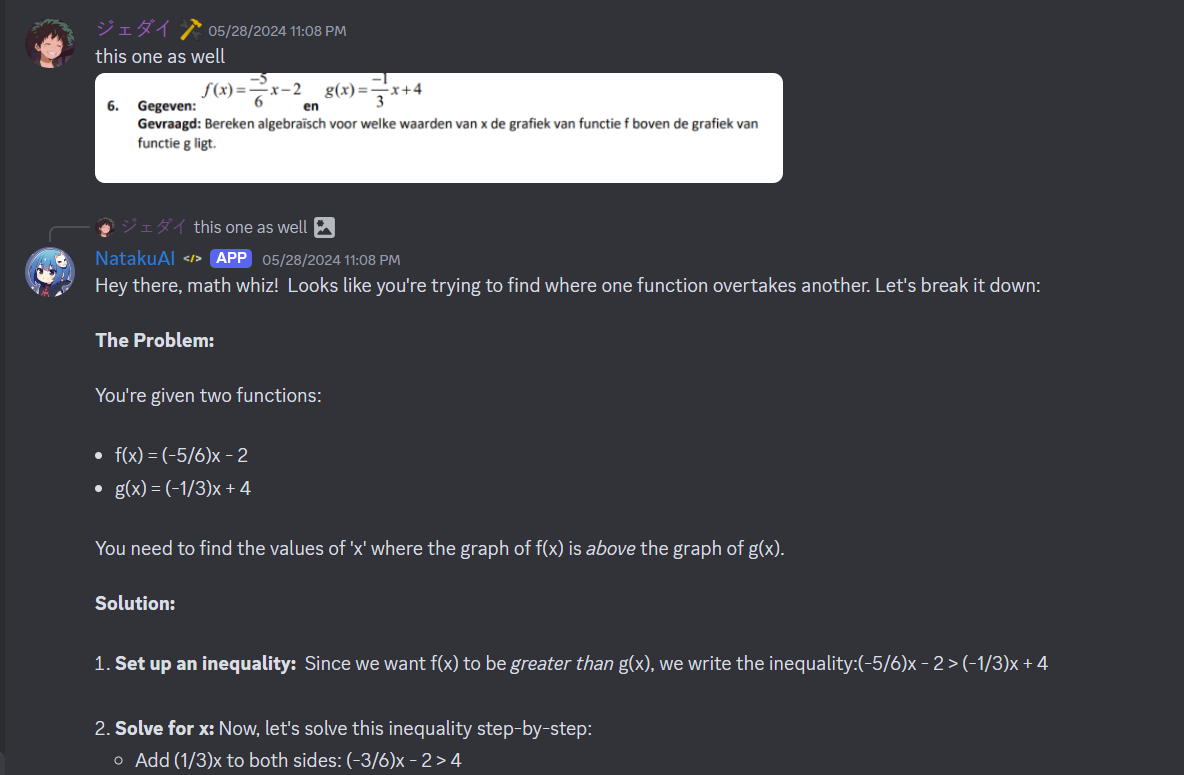 ジェダイ 05/28/2024 11:08 PM
this one as well
f(x) = -5/6 x - 2 g(x) = -1/3 x + 4
6. Gegeven: en
Gevraagd: Bereken algebraïsch voor welke waarden van x de grafiek van functie f boven de grafiek van
functie g ligt.
ジェダイ this one as well
NatakuAI </> APP 05/28/2024 11:08 PM
Hey there, math whiz! Looks like you're trying to find where one function overtakes another. Let's break it down:
The Problem:
You're given two functions:
• f(x) = (-5/6)x - 2
• g(x) = (-1/3)x + 4
You need to find the values of 'x' where the graph of f(x) is above the graph of g(x).
Solution:
1. Set up an inequality: Since we want f(x) to be greater than g(x), we write the inequality:(-5/6)x - 2 > (-1/3)x + 4
2. Solve for x: Now, let's solve this inequality step-by-step:
◦ Add (1/3)x to both sides: (-3/6)x - 2 > 4